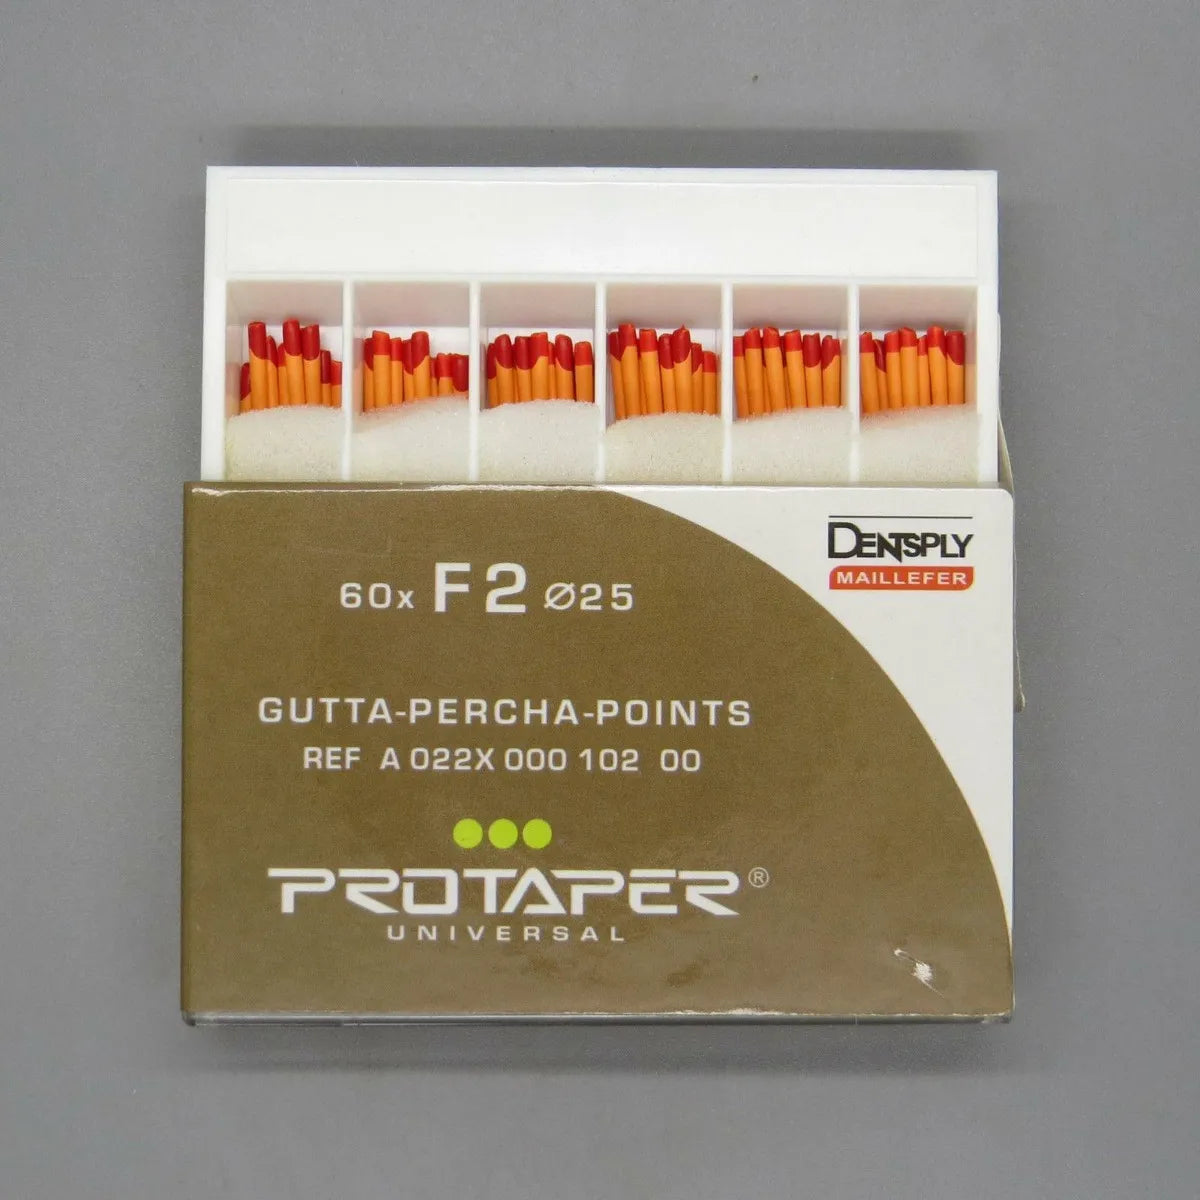 DENTSPLY
MAILLEFER
60x F2 Ø25
GUTTA-PERCHA-POINTS
REF A 022X 000 102 00
PROTAPER®
UNIVERSAL